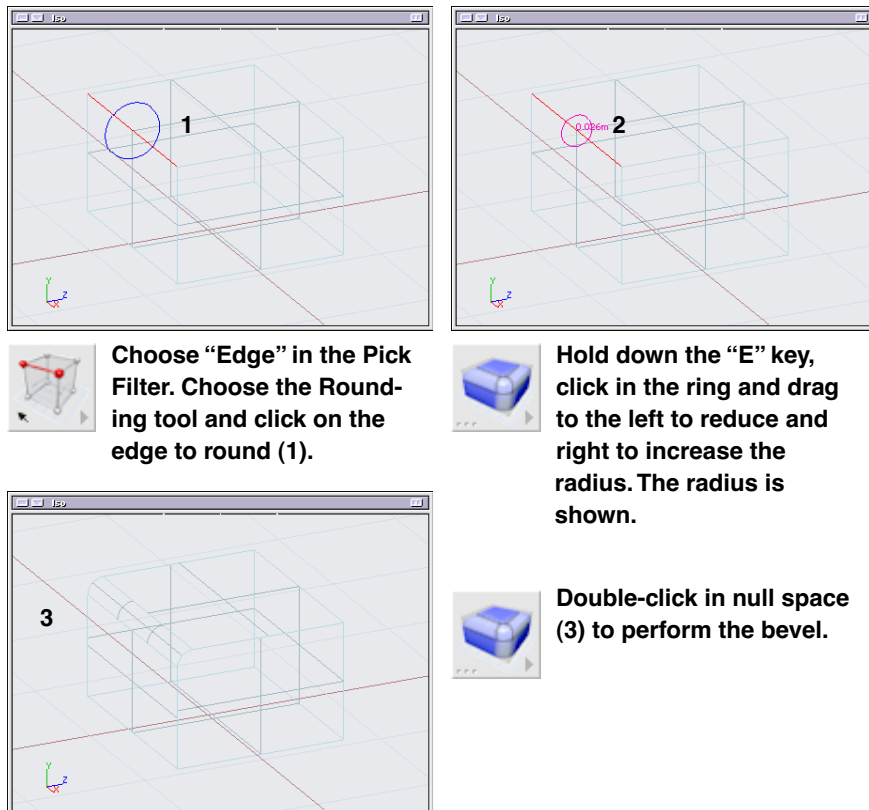 Iso
1
Y
Z
X
Iso
0.026m 2
Y
Z
X
Choose “Edge” in the Pick
Filter. Choose the Round-
ing tool and click on the
edge to round (1).
Hold down the “E” key,
click in the ring and drag
to the left to reduce and
right to increase the
radius. The radius is
shown.
Iso
3
Y
Z
X
Double-click in null space
(3) to perform the bevel.